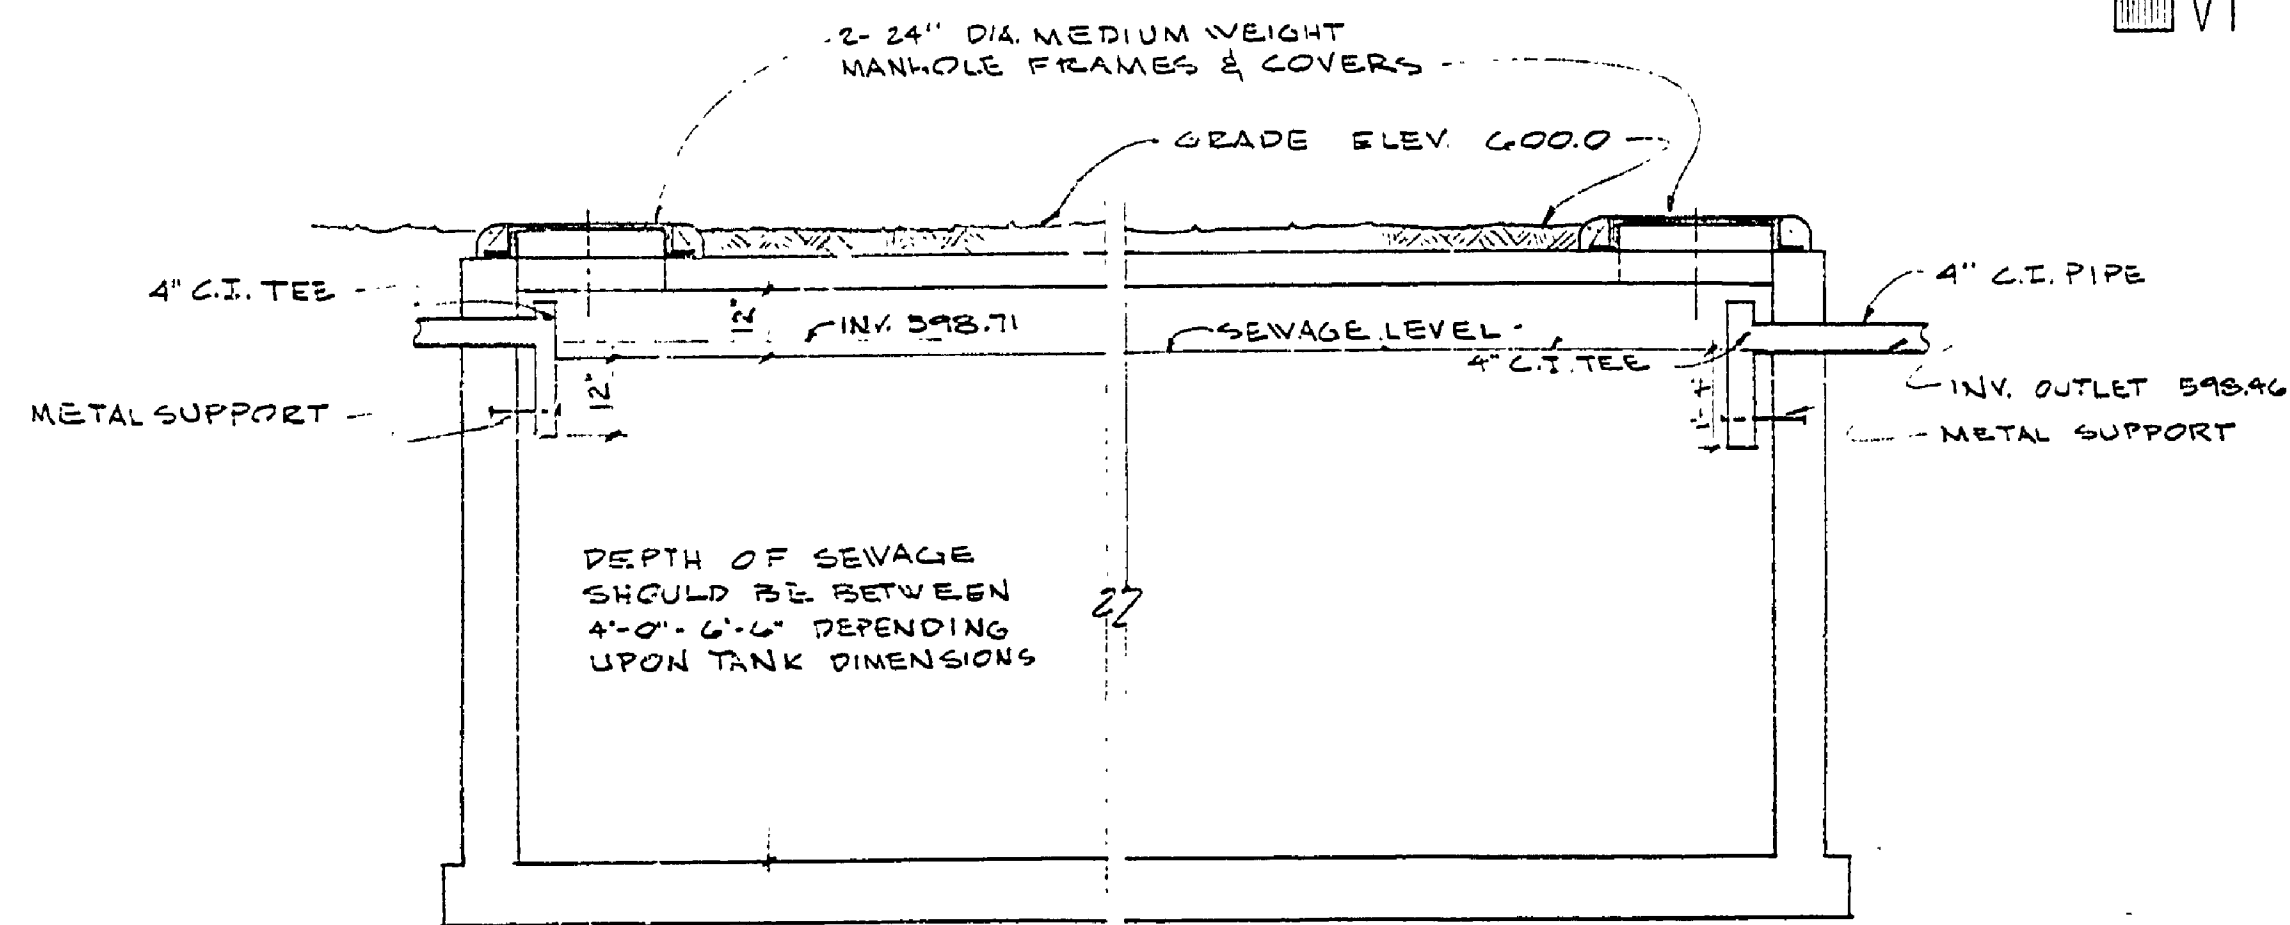 VT
2-24" DIA. MEDIUM WEIGHT
MANHOLE FRAMES & COVERS
GRADE ELEV. 600.0
4" C.I. TEE
4" C.I. PIPE
12"
INV. 598.71
SEWAGE LEVEL
4" C.I. TEE
12"
INV. OUTLET 598.46
METAL SUPPORT
METAL SUPPORT
DEPTH OF SEWAGE
SHOULD BE BETWEEN
4'-0" - 6'-6" DEPENDING
UPON TANK DIMENSIONS